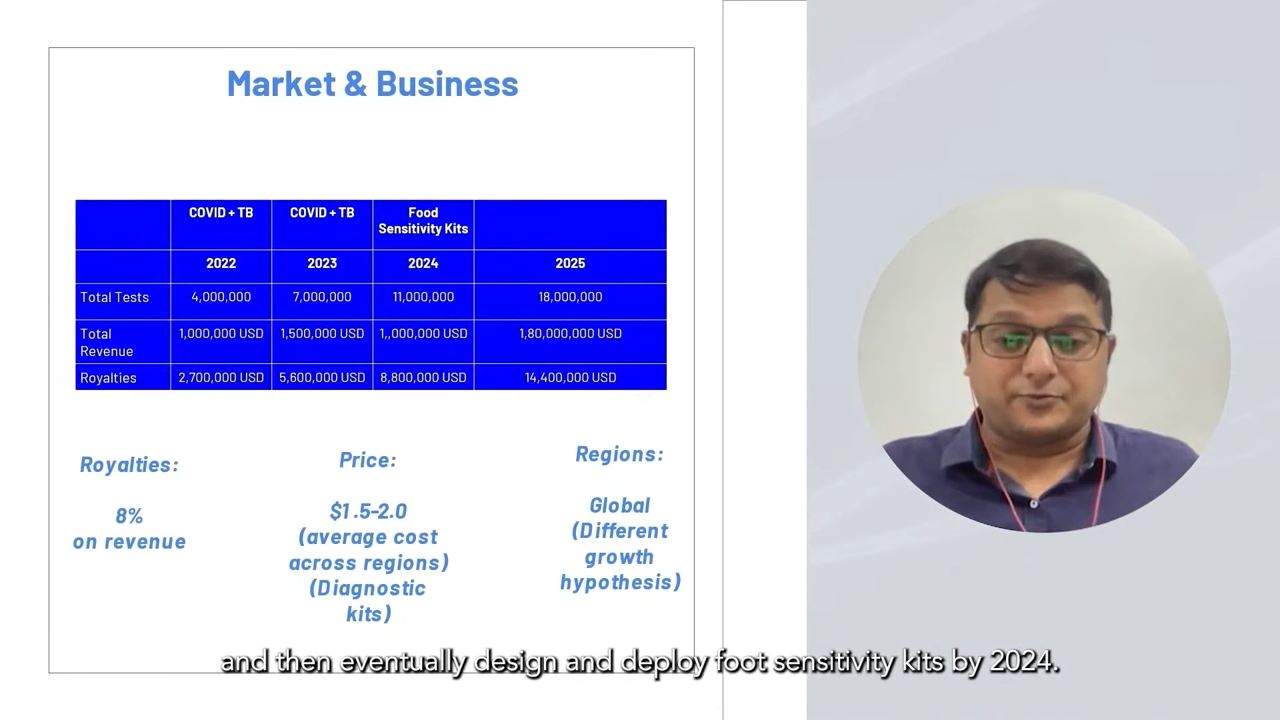 Market & Business
COVID + TB COVID + TB Food
Sensitivity Kits
2022 2023 2024 2025
Total Tests 4,000,000 7,000,000 11,000,000 18,000,000
Total
Revenue 1,000,000 USD 1,500,000 USD 1,,000,000 USD 1,80,000,000 USD
Royalties 2,700,000 USD 5,600,000 USD 8,800,000 USD 14,400,000 USD
Royalties:
8%
on revenue
Price:
$1.5-2.0
(average cost
across regions)
(Diagnostic
kits)
Regions:
Global
(Different
growth
hypothesis)
and then eventually design and deploy foot sensitivity kits by 2024.